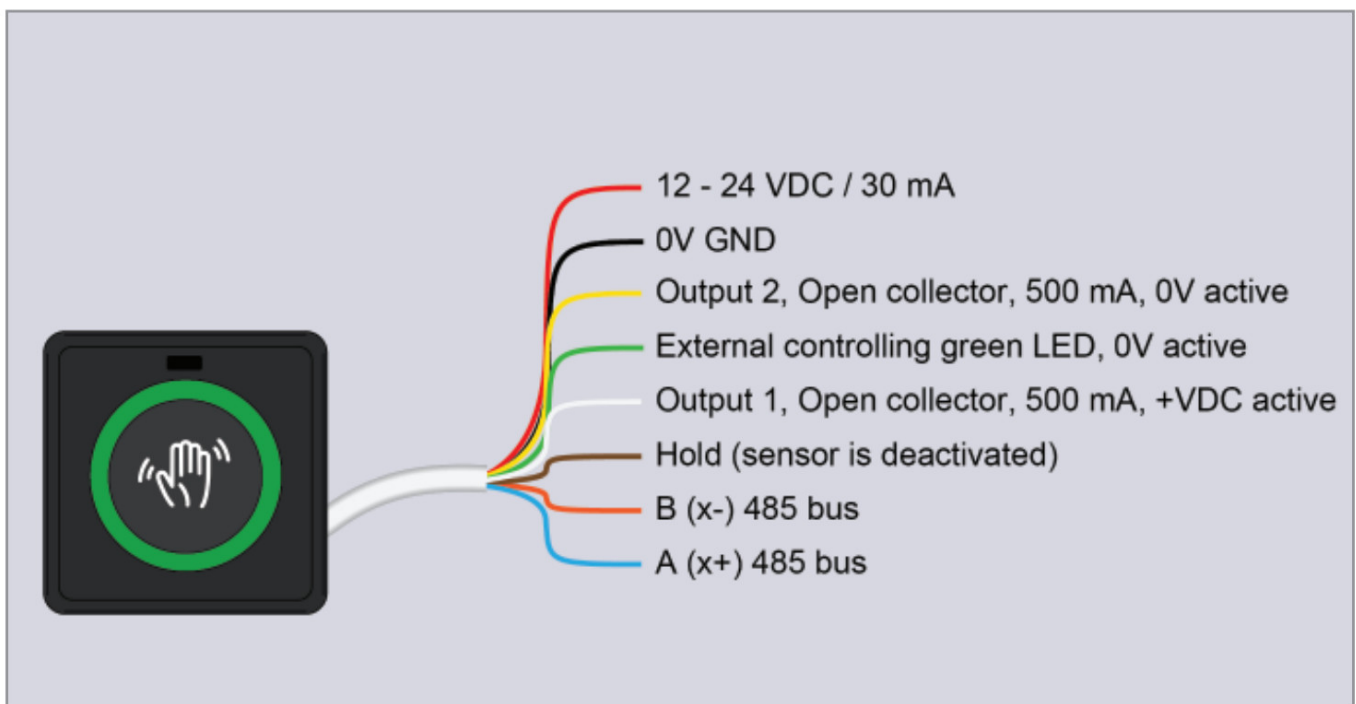 12 - 24 VDC / 30 mA
0V GND
Output 2, Open collector, 500 mA, 0V active
External controlling green LED, 0V active
Output 1, Open collector, 500 mA, +VDC active
Hold (sensor is deactivated)
B (x-) 485 bus
A (x+) 485 bus